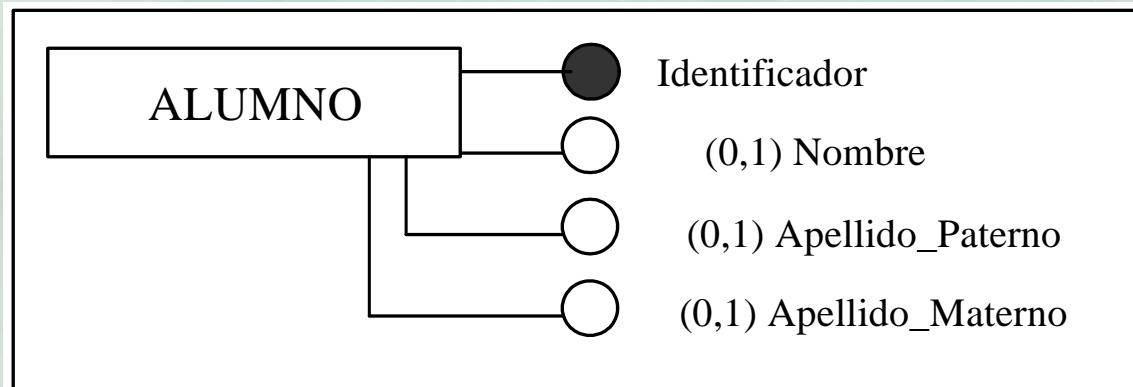 ALUMNO
Identificador
(0,1) Nombre
(0,1) Apellido_Paterno
(0,1) Apellido_Materno